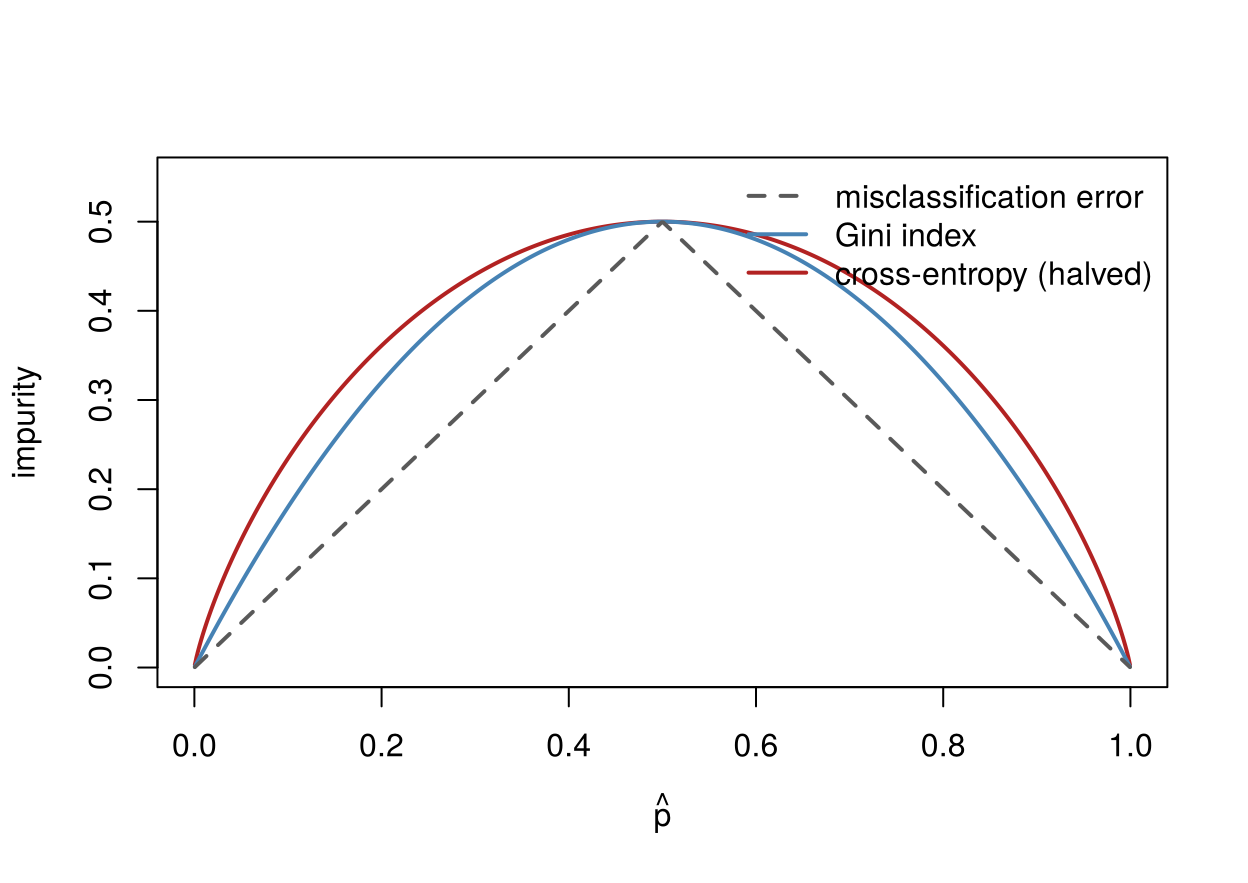 misclassification error
Gini index
cross-entropy (halved)
impurity
0.5
0.4
0.3
0.2
0.1
0.0
0.0 0.2 0.4 0.6 0.8 1.0
p̂